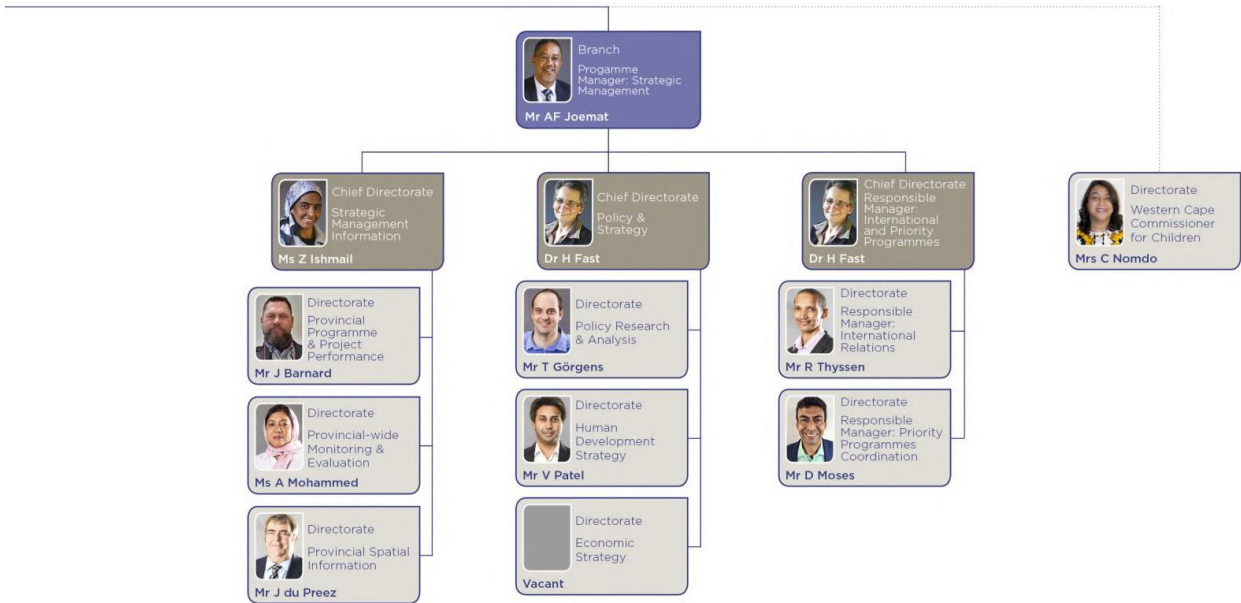 Branch
Progamme
Manager: Strategic
Management
Mr AF Joemat
Chief Directorate
Strategic
Management
Information
Ms Z Ishmail
Chief Directorate
Policy &
Strategy
Dr H Fast
Chief Directorate
Responsible
Manager:
International
and Priority
Programmes
Dr H Fast
Directorate
Western Cape
Commissioner
for Children
Mrs C Nomdo
Directorate
Provincial
Programme
& Project
Performance
Mr J Barnard
Directorate
Provincial-wide
Monitoring &
Evaluation
Ms A Mohammed
Directorate
Provincial Spatial
Information
Mr J du Preez
Directorate
Policy Research
& Analysis
Mr T Görgens
Directorate
Human
Development
Strategy
Mr V Patel
Directorate
Economic
Strategy
Vacant
Directorate
Responsible
Manager:
International
Relations
Mr R Thyssen
Directorate
Responsible
Manager: Priority
Programmes
Coordination
Mr D Moses